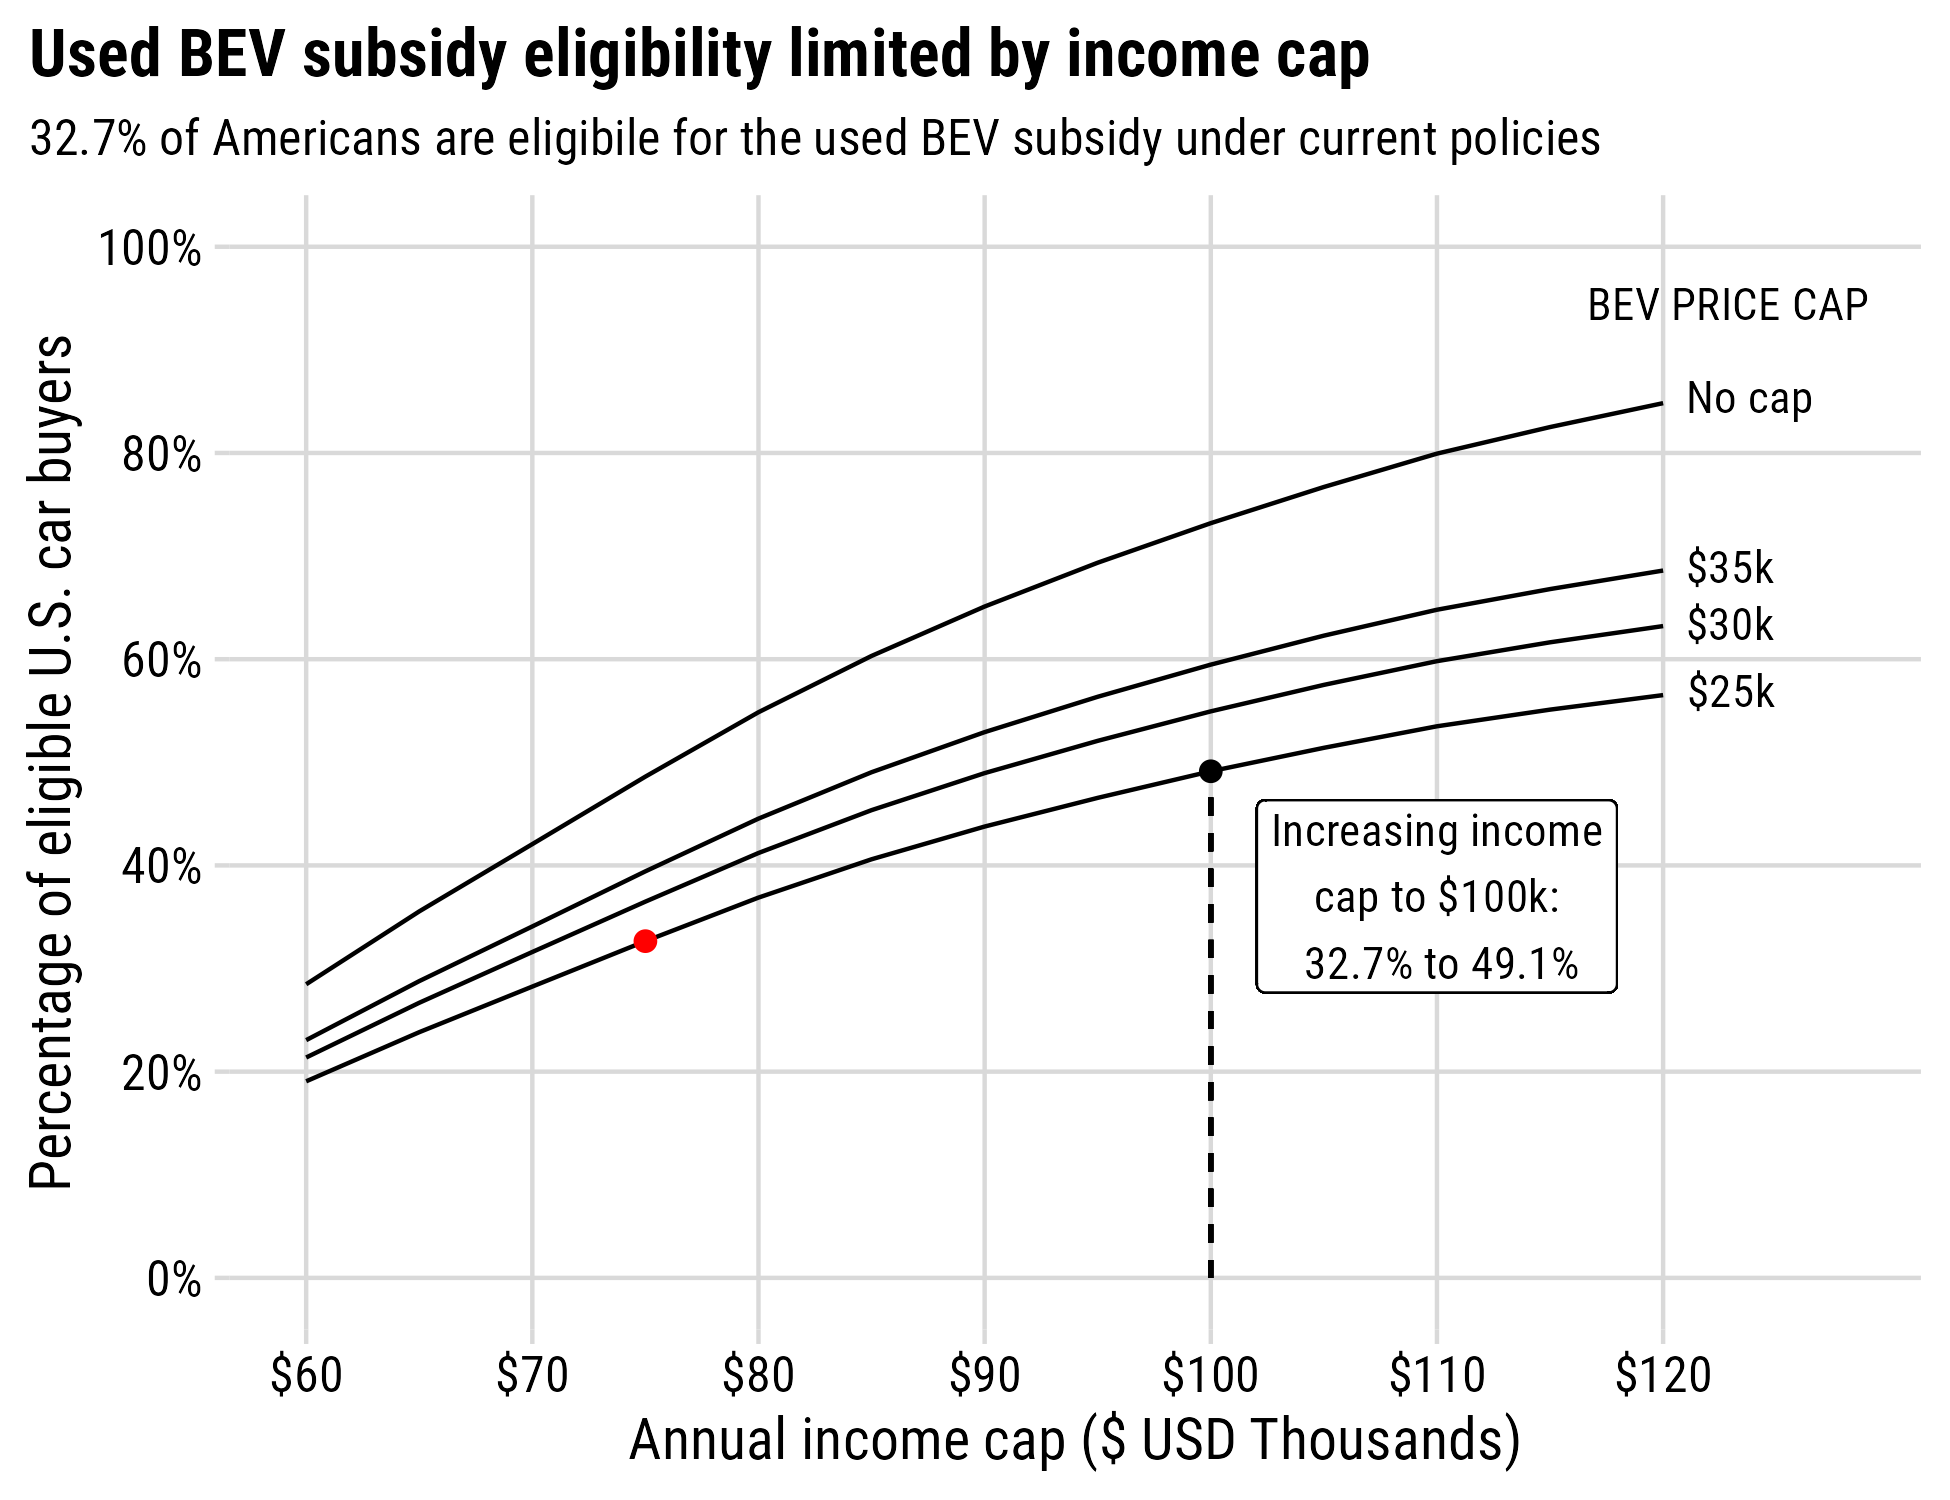 Used BEV subsidy eligibility limited by income cap
32.7% of Americans are eligibile for the used BEV subsidy under current policies
Percentage of eligible U.S. car buyers
100%
80%
60%
40%
20%
0%
BEV PRICE CAP
No cap
$35k
$30k
$25k
Increasing income
cap to $100k:
32.7% to 49.1%
$60 $70 $80 $90 $100 $110 $120
Annual income cap ($ USD Thousands)